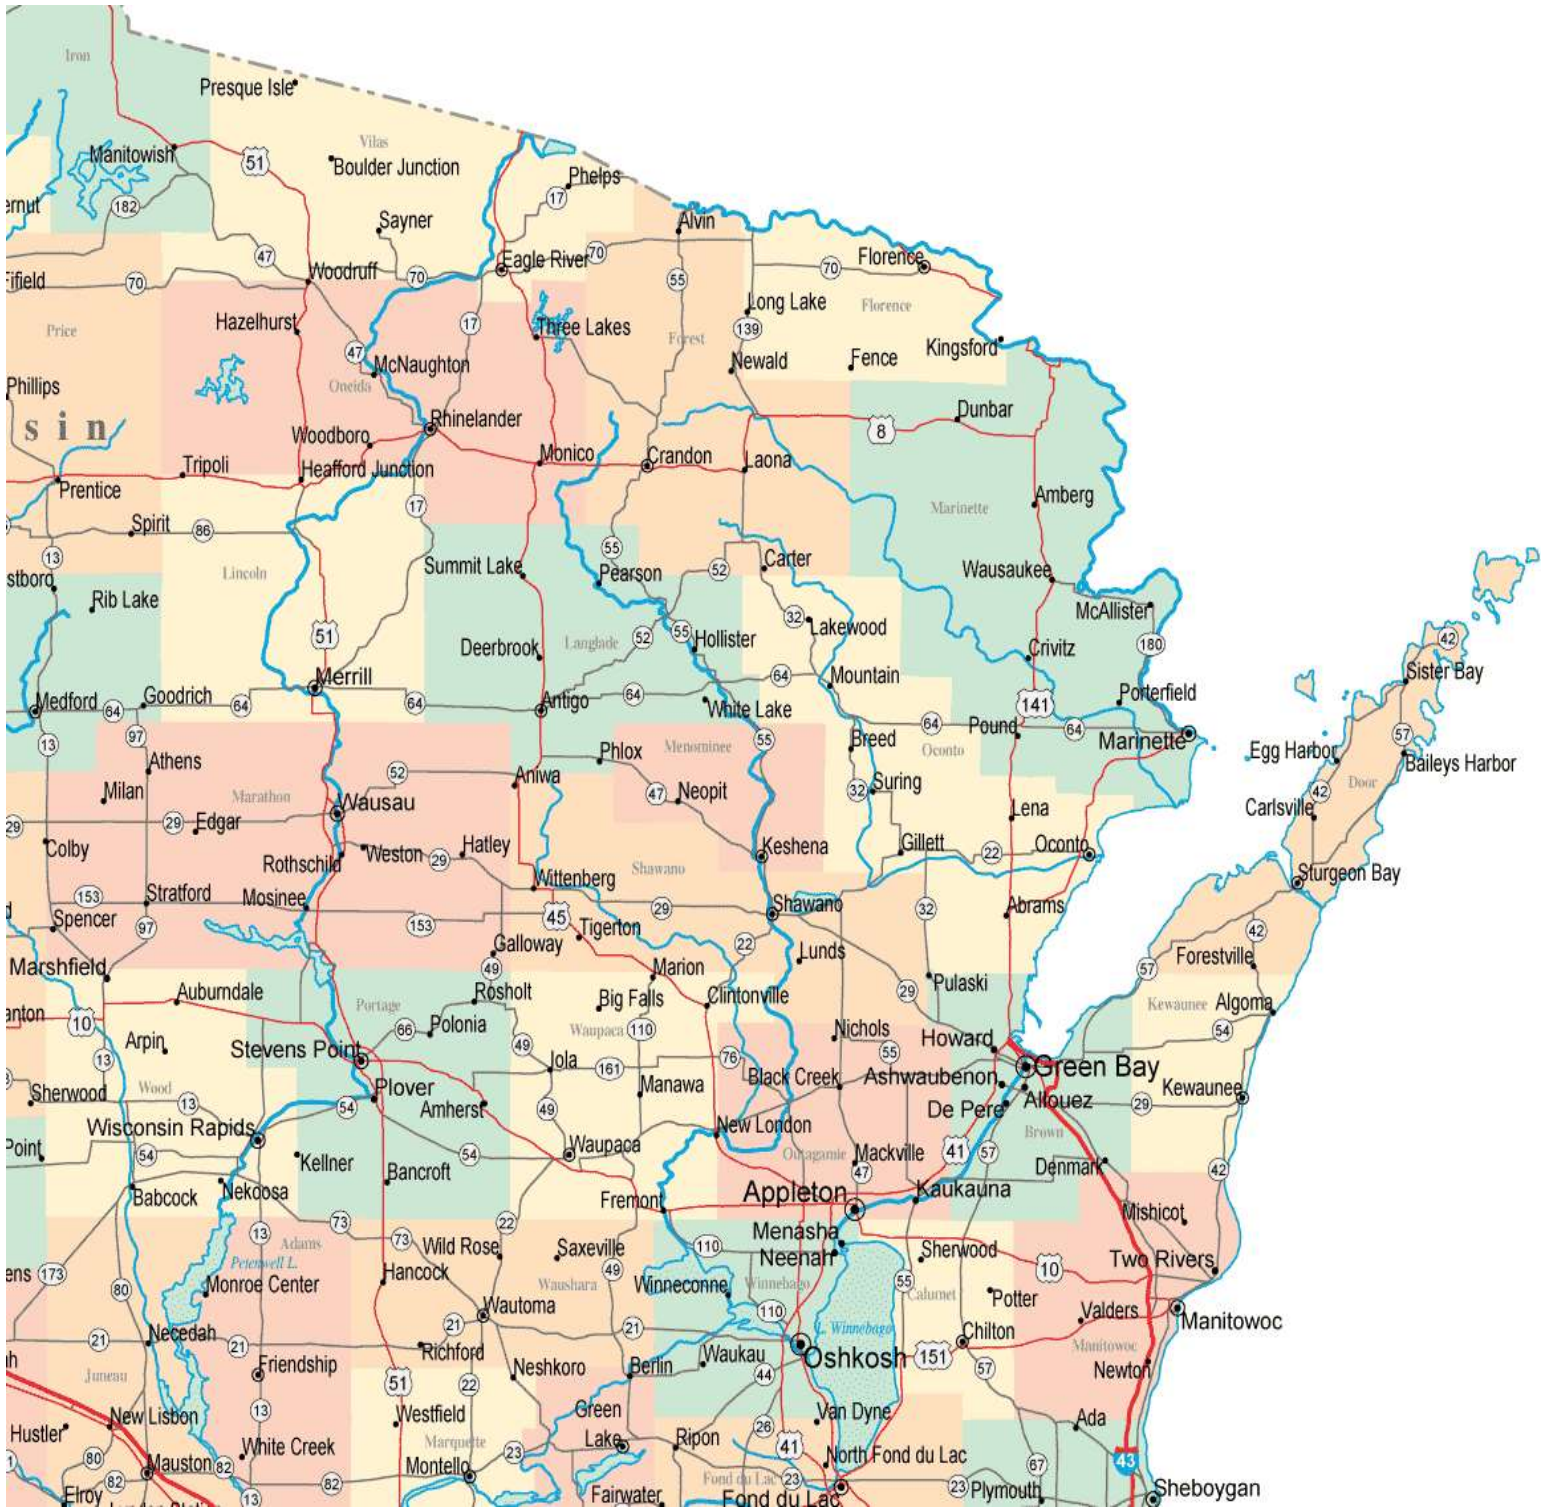 Iron
Presque Isle
Vilas
Manitowish
51
Boulder Junction
Phelps
17
ernut
182
Sayner
Alvin
47
Woodruff
70
Eagle River
70
55
70
Florence
Fifield
70
Long Lake
Florence
Price
Hazelhurst
17
Three Lakes
Forest
139
Kingsford
47
McNaughton
Newald
Fence
Oneida
Phillips
sin
Rhinelander
Dunbar
Woodboro
8
Tripoli
Heafford Junction
Monico
Crandon
Laona
Prentice
17
Amberg
Marinette
Spirit
86
13
55
Carter
Summit Lake
Pearson
52
Wausaukee
stboro
Lincoln
Rib Lake
McAllister
32
Lakewood
51
52
55
Hollister
42
Deerbrook
Langlade
Crivitz
180
Merrill
64
Mountain
Sister Bay
Medford
64
Goodrich
64
64
Antigo
64
White Lake
141
Porterfield
97
13
64
Pound
64
Marinette
57
Athens
Phlox
Menominee
55
Breed
Oconto
Egg Harbor
Baileys Harbor
52
Aniwa
Suring
Door
Milan
Marathon
Wausau
47
Neopit
32
42
Carlsville
29
29
Edgar
Lena
Colby
Rothschild
Weston
29
Hatley
Keshena
Gillett
22
Oconto
Shawano
Sturgeon Bay
153
Stratford
Mosinee
Wittenberg
29
Shawano
32
Abrams
Spencer
97
153
45
Tigerton
22
42
Galloway
Lunds
Forestville
Marshfield
49
Marion
57
Auburndale
Portage
Rosholt
Big Falls
Clintonville
29
Pulaski
Kewaunee
Algoma
anton
10
66
Polonia
Waupaca
110
Nichols
54
Arpin
13
Stevens Point
49
Iola
161
76
55
Howard
Green Bay
Sherwood
Wood
13
Plover
54
Amherst
Manawa
Black Creek
Ashwaubenon
Kewaunee
49
De Pere
Allouez
29
Wisconsin Rapids
New London
Brown
Point
54
Kellner
54
Waupaca
Outagamie
Mackville
41
57
Denmark
Bancroft
47
42
Babcock
Nekoosa
Fremont
Appleton
Kaukauna
13
73
22
Mishicot
Adams
73
Wild Rose
Saxeville
110
Menasha
Neenah
Sherwood
Petenwell L.
10
Two Rivers
ens
173
Monroe Center
Hancock
Waushara
49
Winneconne
Winnebago
55
Calumet
80
Potter
Wautoma
110
Valders
Manitowoc
21
Necedah
21
21
21
L. Winnebago
Chilton
Manitowoc
Richford
Oshkosh
151
Juneau
Friendship
Neshkoro
Berlin
Waukau
44
57
Newton
51
22
13
New Lisbon
Westfield
Green
Lake
26
Van Dyne
Ada
Hustler
White Creek
Marquette
23
Ripon
41
North Fond du Lac
67
43
80
Mauston
82
82
82
Montello
Fond du Lac
23
23
Plymouth
Sheboygan
Elroy
13
Fairwater
Fond du Lac